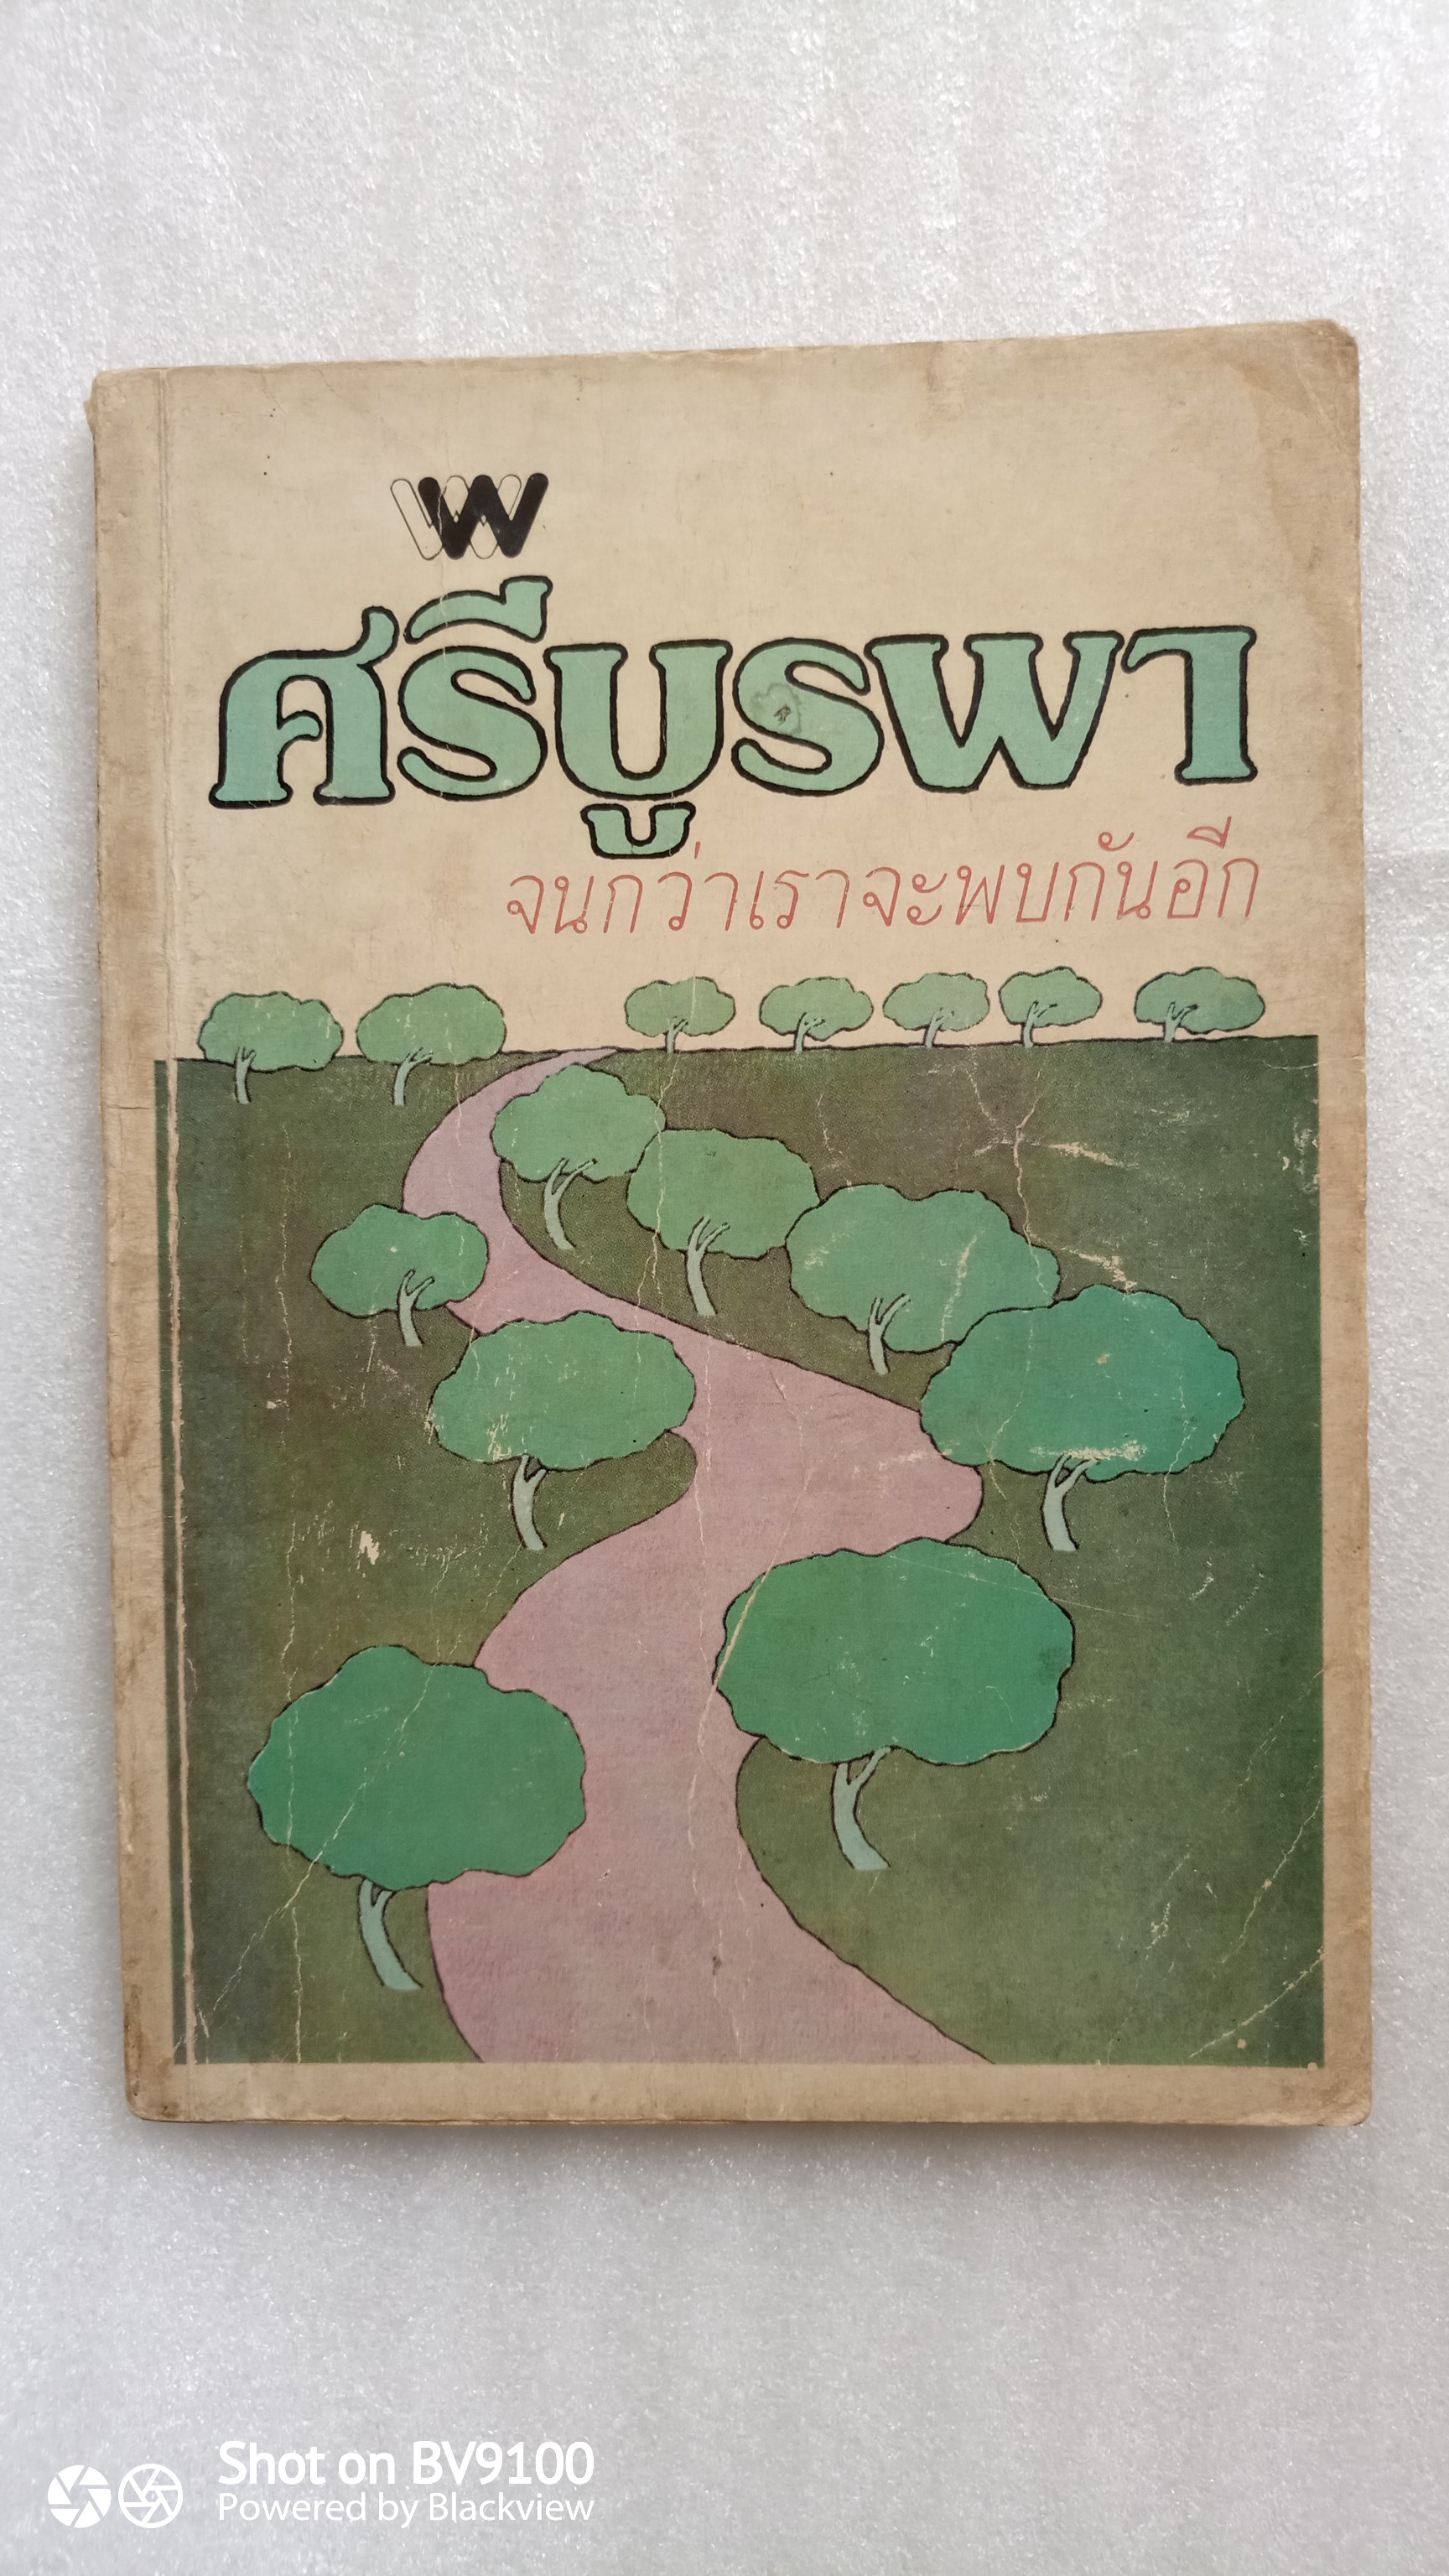 ศรีบูรพา
จนกว่าเราจะพบกันอีก
Shot on BV9100
Powered by Blackview